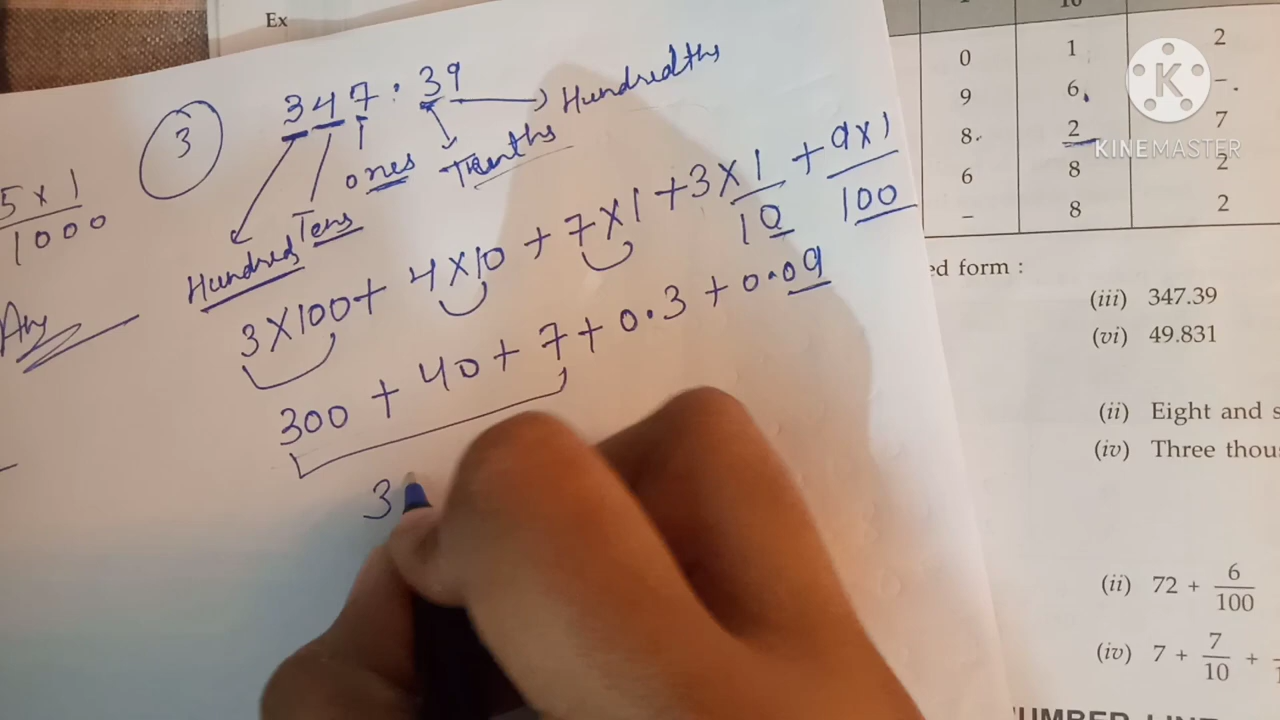 Ex
3 347.39
Hundredths
Tenths
ones
Tens
Hundred
5 x 1
1000
Ans
3 X 100 + 4 X 10 + 7 X 1 + 3 X 1/10 + 9 x 1/100
300 + 40 + 7 + 0.3 + 0.09
3
10
0 1 2
9 6 –
8 2 7
6 8 2
– 8 2
KINEMASTER
ed form :
(iii) 347.39
(vi) 49.831
(ii) Eight and
(iv) Three
(ii) 72 + 6/100
(iv) 7 + 7/10 +